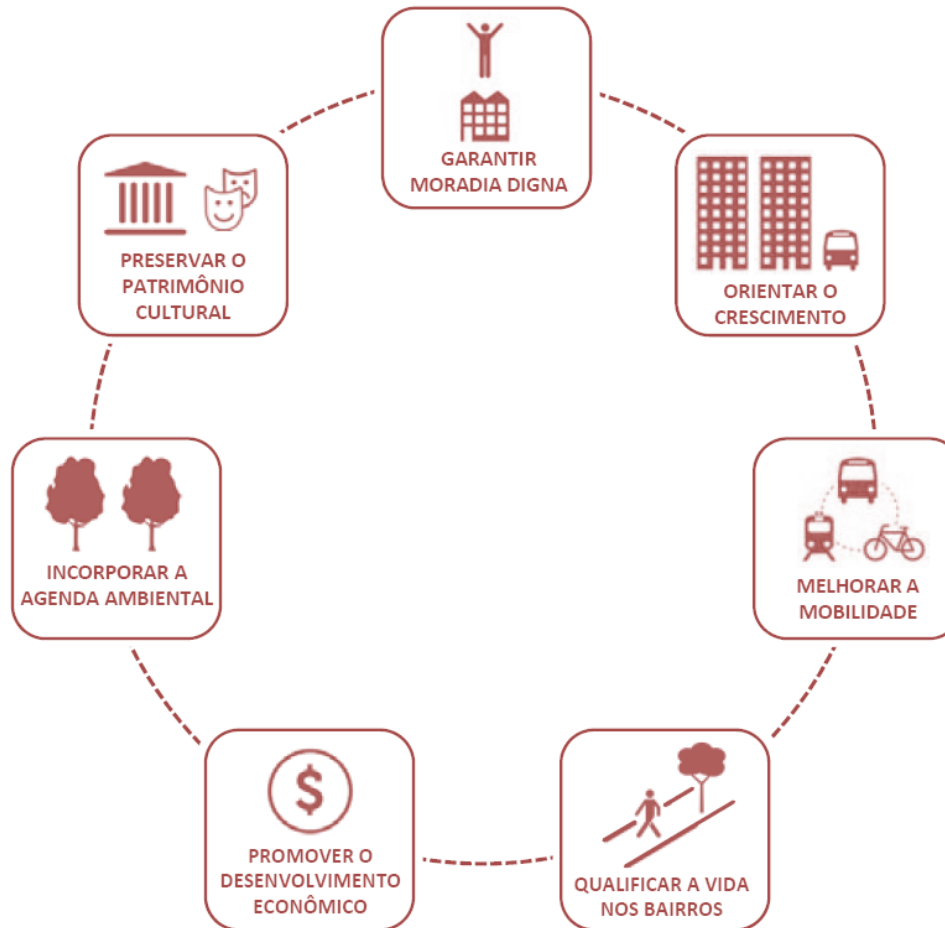 GARANTIR
MORADIA DIGNA
ORIENTAR O
CRESCIMENTO
MELHORAR A
MOBILIDADE
QUALIFICAR A VIDA
NOS BAIRROS
$
PROMOVER O
DESENVOLVIMENTO
ECONÔMICO
INCORPORAR A
AGENDA AMBIENTAL
PRESERVAR O
PATRIMÔNIO
CULTURAL